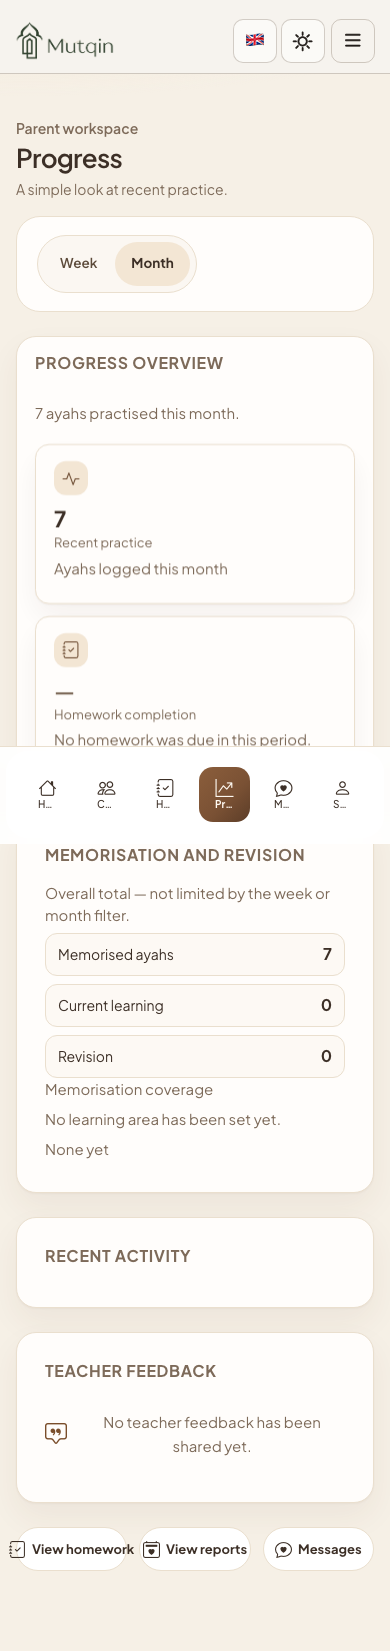 Mutqin
Parent workspace
Progress
A simple look at recent practice.
Week
Month
PROGRESS OVERVIEW
7 ayahs practised this month.
7
Recent practice
Ayahs logged this month
—
Homework completion
No homework was due in this period.
H...
C...
H...
Pr...
M...
S...
MEMORISATION AND REVISION
Overall total — not limited by the week or
month filter.
Memorised ayahs 7
Current learning 0
Revision 0
Memorisation coverage
No learning area has been set yet.
None yet
RECENT ACTIVITY
TEACHER FEEDBACK
No teacher feedback has been
shared yet.
View homework
View reports
Messages